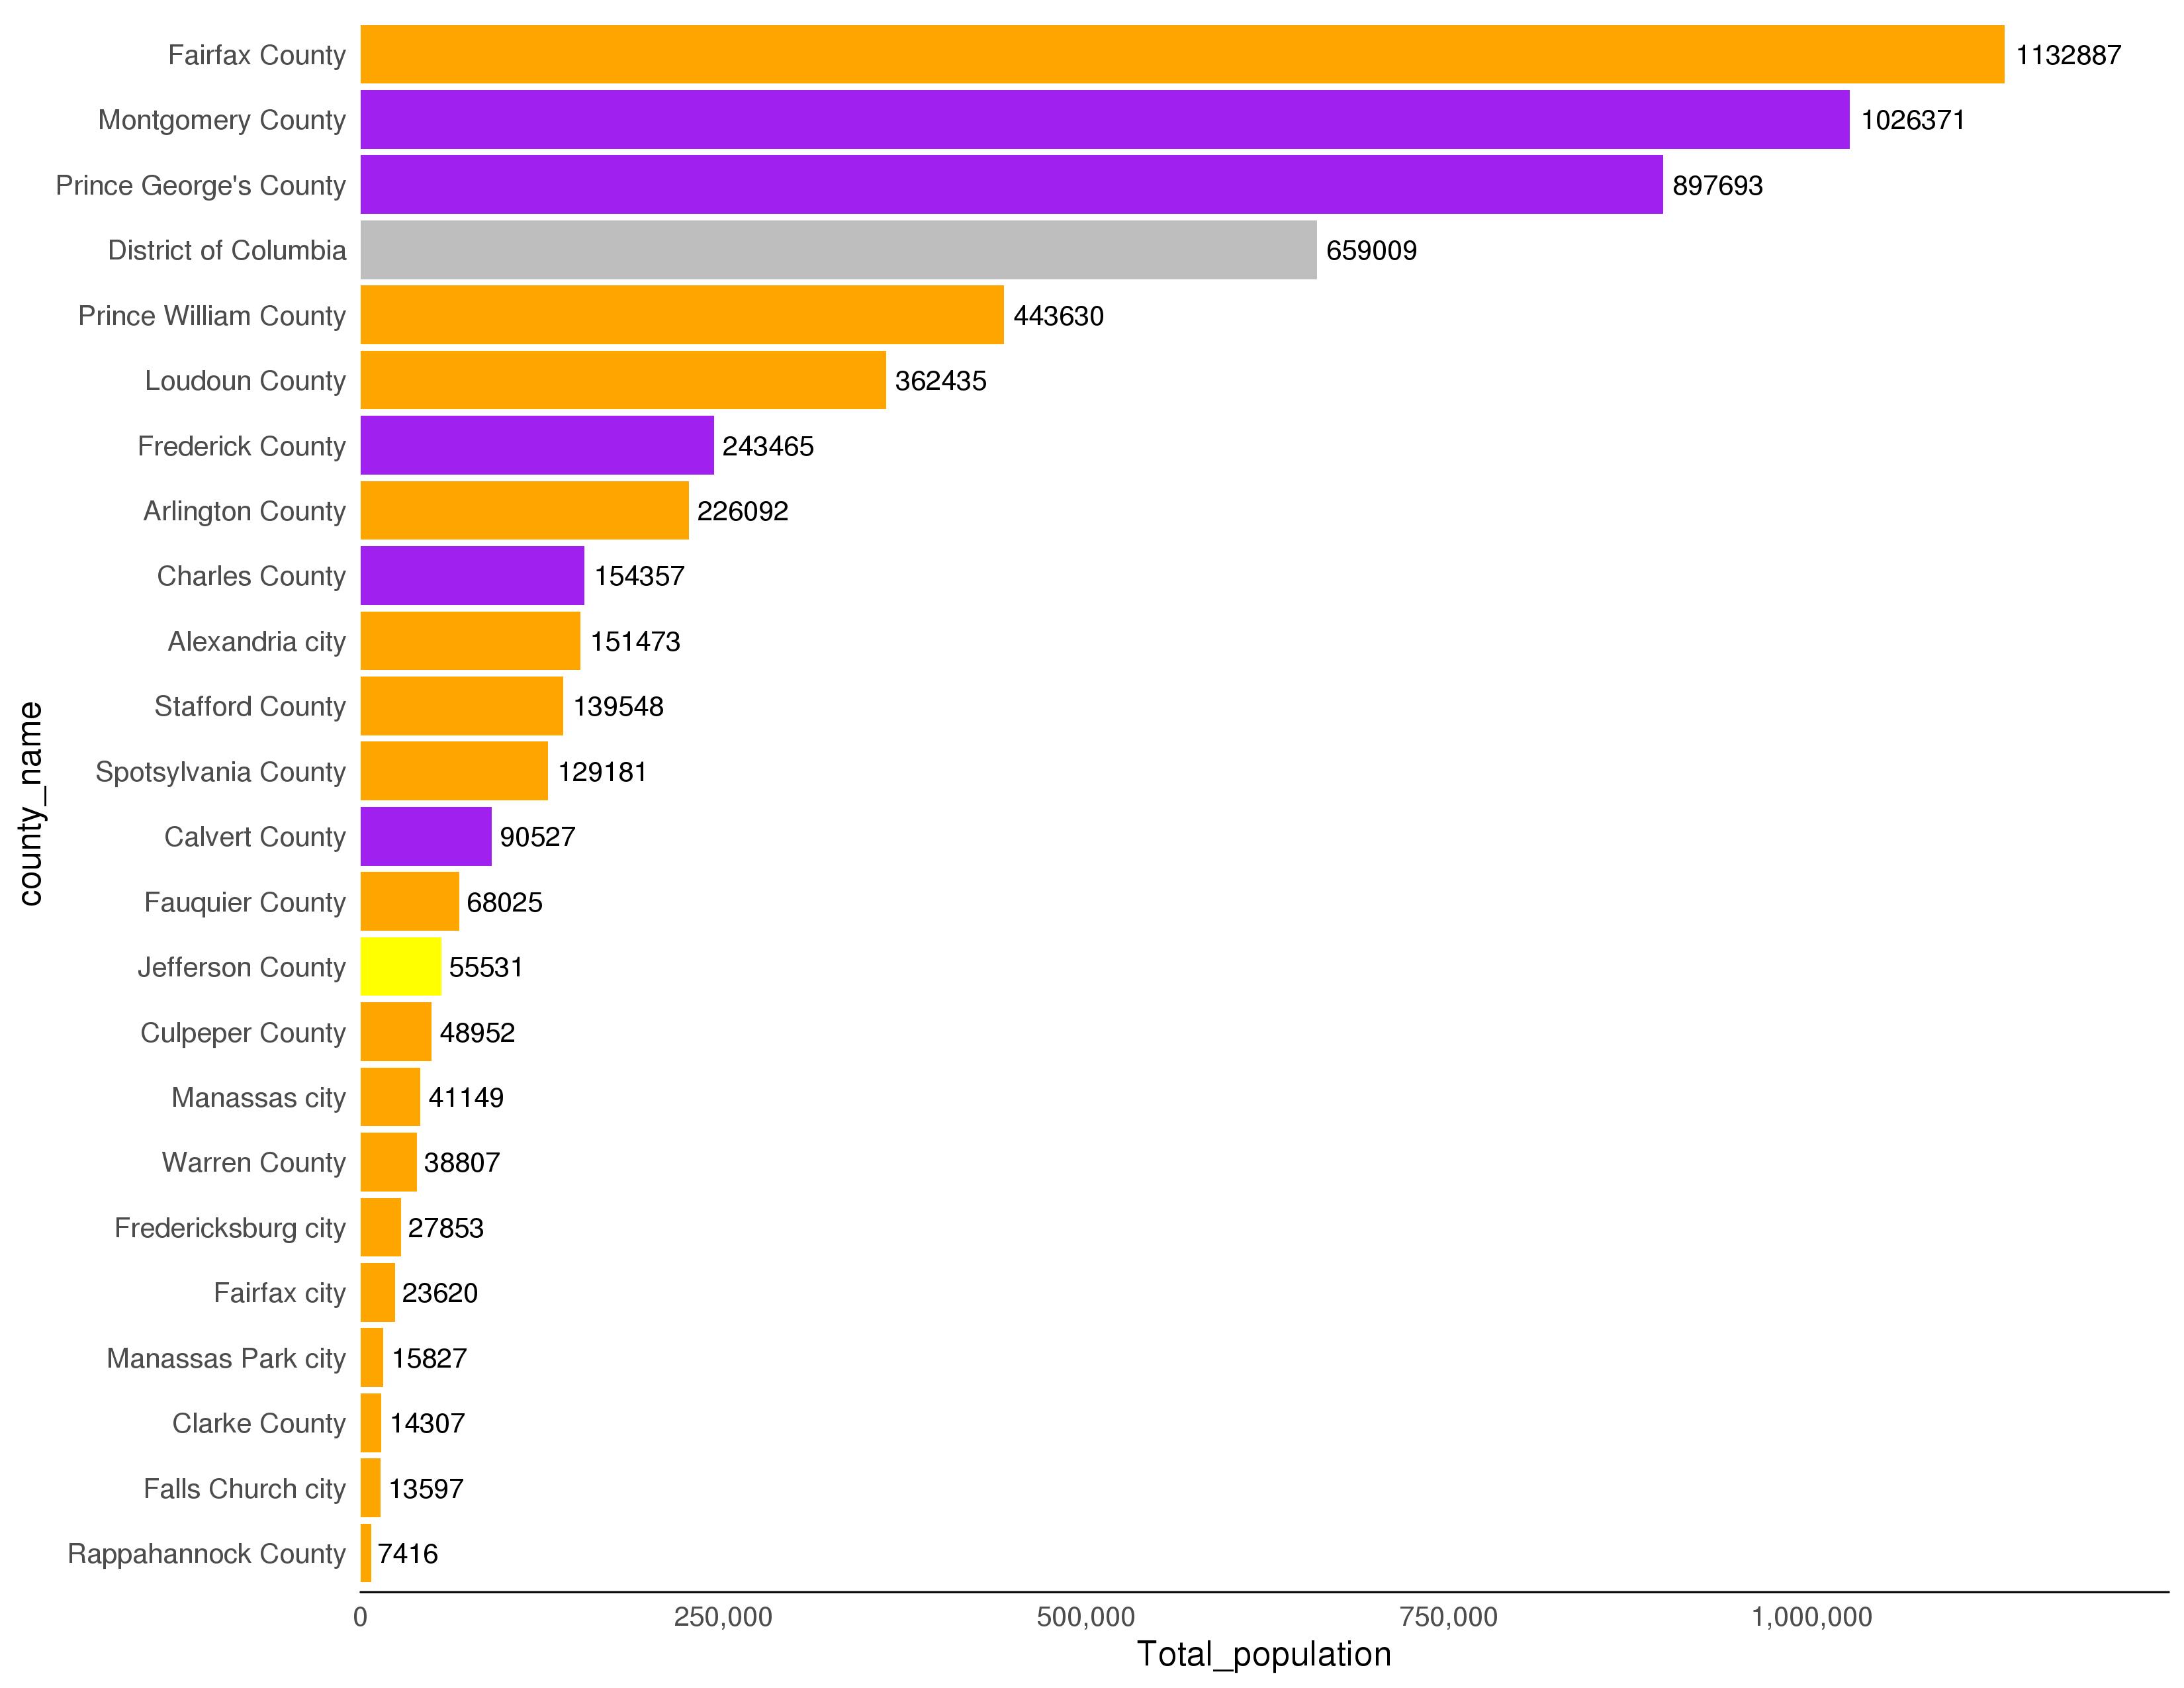 Fairfax County 1132887
Montgomery County 1026371
Prince George's County 897693
District of Columbia 659009
Prince William County 443630
Loudoun County 362435
Frederick County 243465
Arlington County 226092
Charles County 154357
Alexandria city 151473
Stafford County 139548
Spotsylvania County 129181
Calvert County 90527
Fauquier County 68025
Jefferson County 55531
Culpeper County 48952
Manassas city 41149
Warren County 38807
Fredericksburg city 27853
Fairfax city 23620
Manassas Park city 15827
Clarke County 14307
Falls Church city 13597
Rappahannock County 7416
county_name
0 250,000 500,000 750,000 1,000,000
Total_population